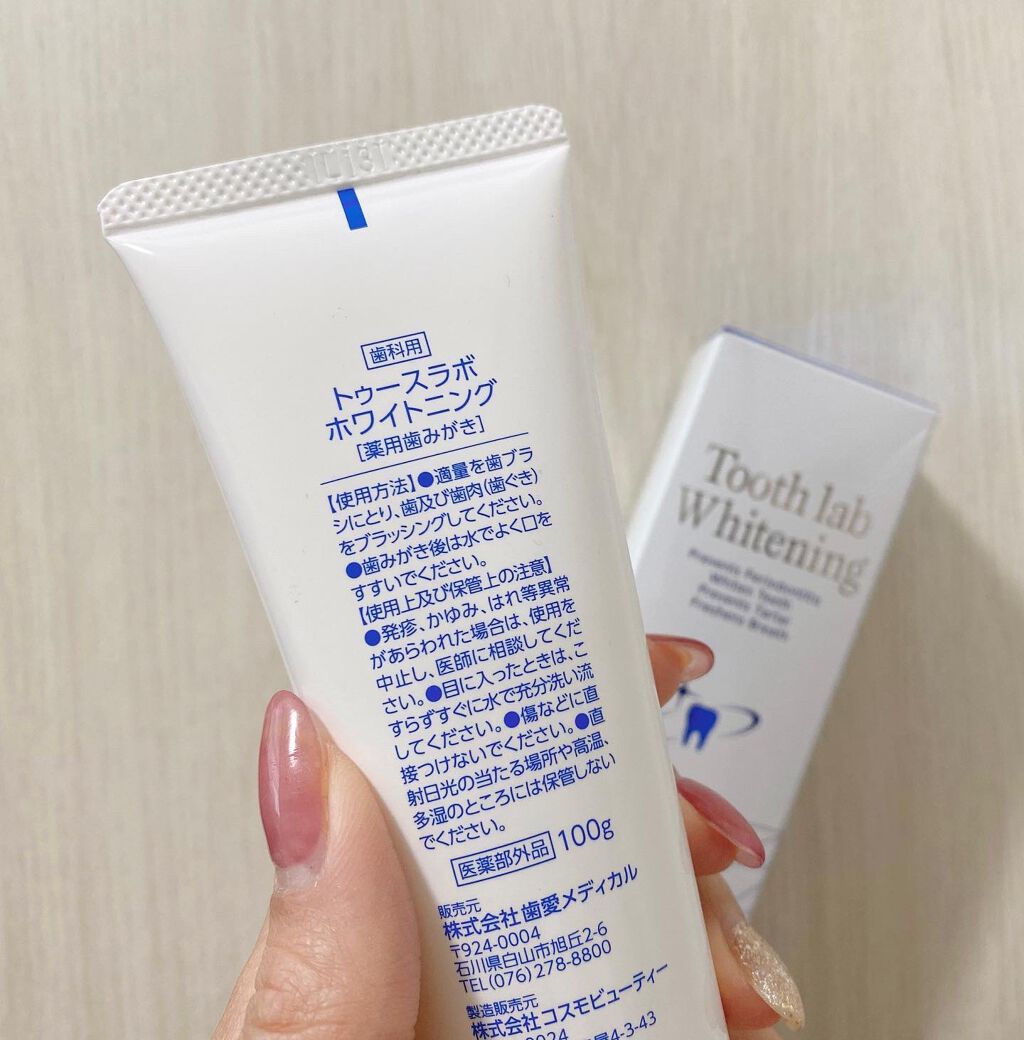 歯科用
トゥースラボ
ホワイトニング
[薬用歯みがき]
【使用方法】●適量を歯ブラ
シにとり、歯及び歯肉(歯ぐき)
をブラッシングしてください。
●歯みがき後は水でよく口を
すすいでください。
【使用上及び保管上の注意】
●発疹、かゆみ、はれ等異常
があらわれた場合は、使用を
中止し、医師に相談してくだ
さい。●目に入ったときは、こ
すらずすぐに水で充分洗い流
してください。●傷などに直
接つけないでください。●直
射日光の当たる場所や高温、
多湿のところには保管しない
でください。
医薬部外品 100g
販売元
株式会社 歯愛メディカル
〒924-0004
石川県白山市旭丘2-6
TEL(076)278-8800
製造販売元
株式会社 コスモビューティー
0024
4-3-43
Tooth lab
Whitening
Prevents Periodontitis
Whiten Teeth
Prevents Tartar
Freshens Breath